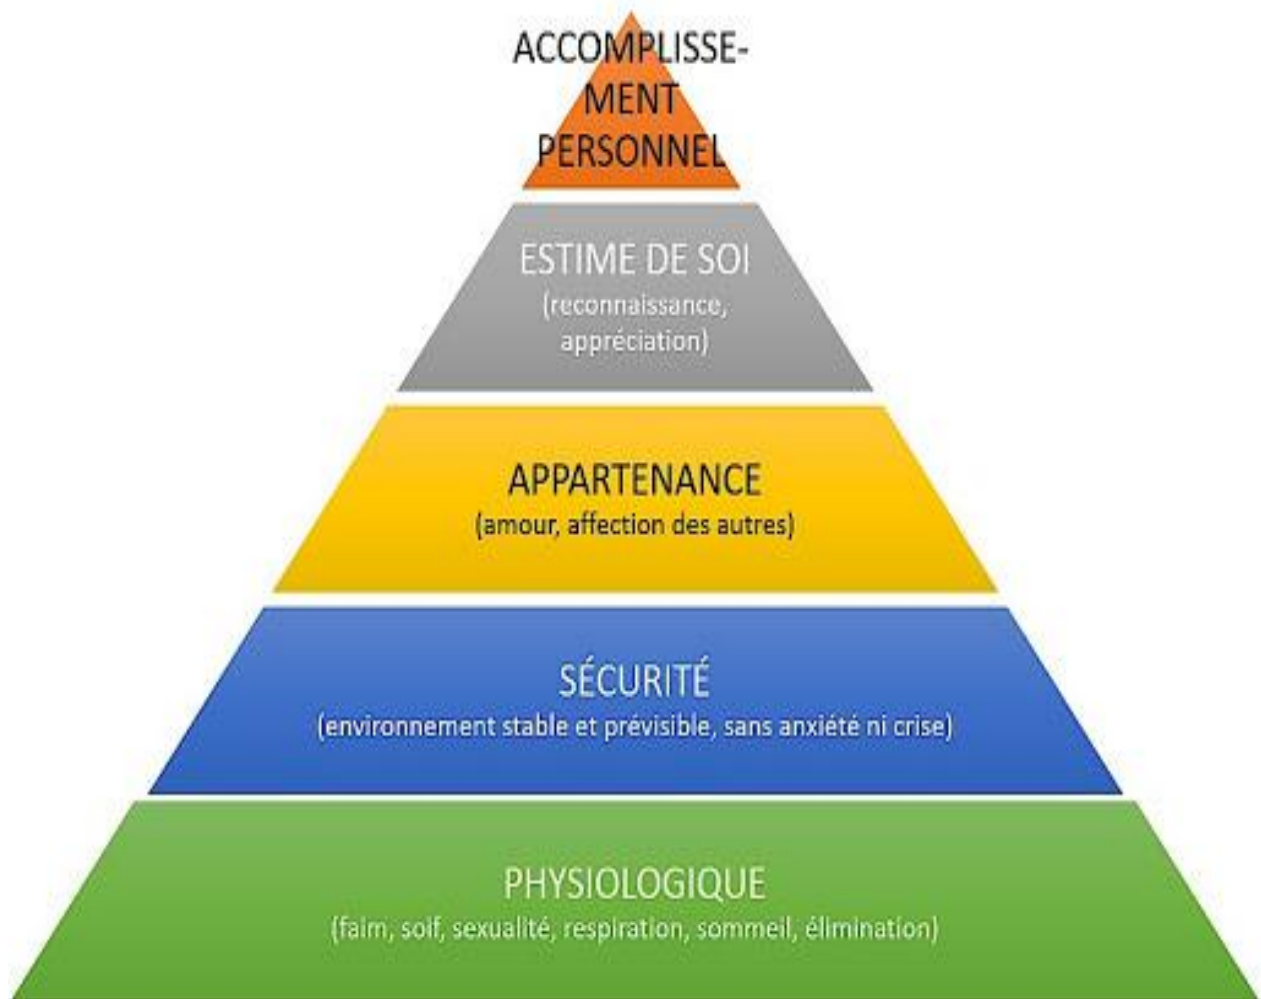 ACCOMPLISSE-
MENT
PERSONNEL
ESTIME DE SOI
(reconnaissance,
appréciation)
APPARTENANCE
(amour, affection des autres)
SÉCURITÉ
(environnement stable et prévisible, sans anxiété ni crise)
PHYSIOLOGIQUE
(faim, soif, sexualité, respiration, sommeil, élimination)